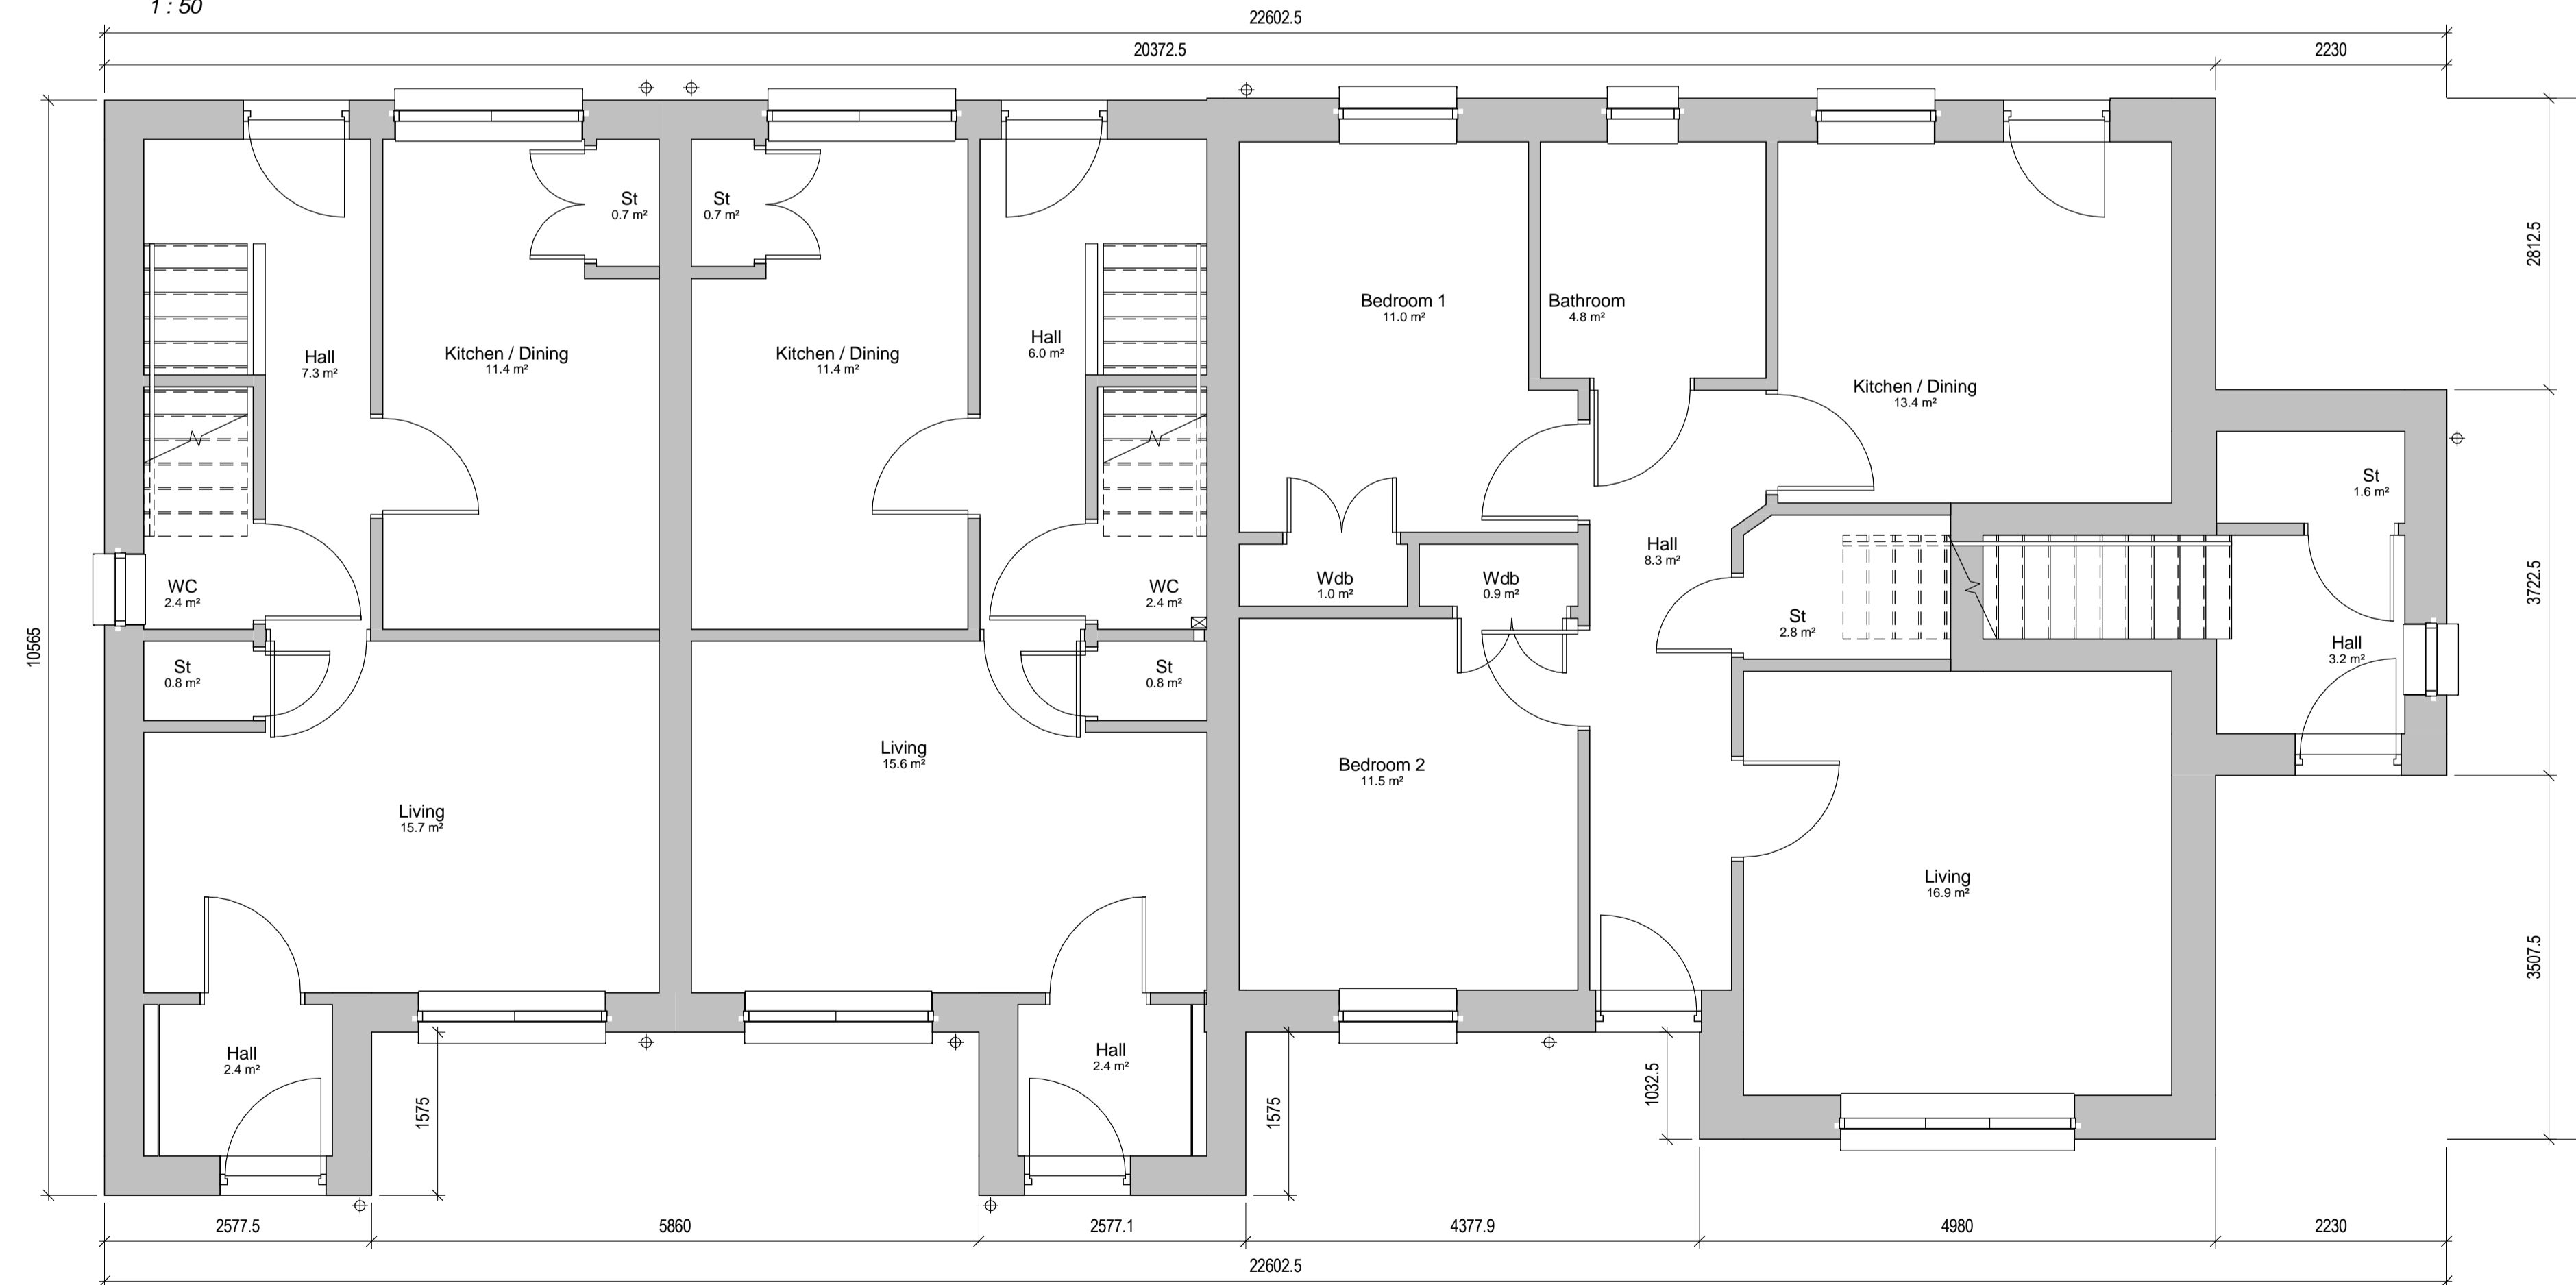 1 : 50
22602.5
20372.5
2230
St
0.7 m²
St
0.7 m²
Hall
7.3 m²
Kitchen / Dining
11.4 m²
Kitchen / Dining
11.4 m²
Hall
6.0 m²
Bedroom 1
11.0 m²
Bathroom
4.8 m²
Kitchen / Dining
13.4 m²
2812.5
St
1.6 m²
WC
2.4 m²
WC
2.4 m²
Wdb
1.0 m²
Wdb
0.9 m²
Hall
8.3 m²
St
2.8 m²
Hall
3.2 m²
3722.5
10565
St
0.8 m²
St
0.8 m²
Living
15.7 m²
Living
15.6 m²
Bedroom 2
11.5 m²
Living
16.9 m²
3507.5
Hall
2.4 m²
1575
Hall
2.4 m²
1575
1032.5
2577.5
5860
2577.1
4377.9
4980
2230
22602.5